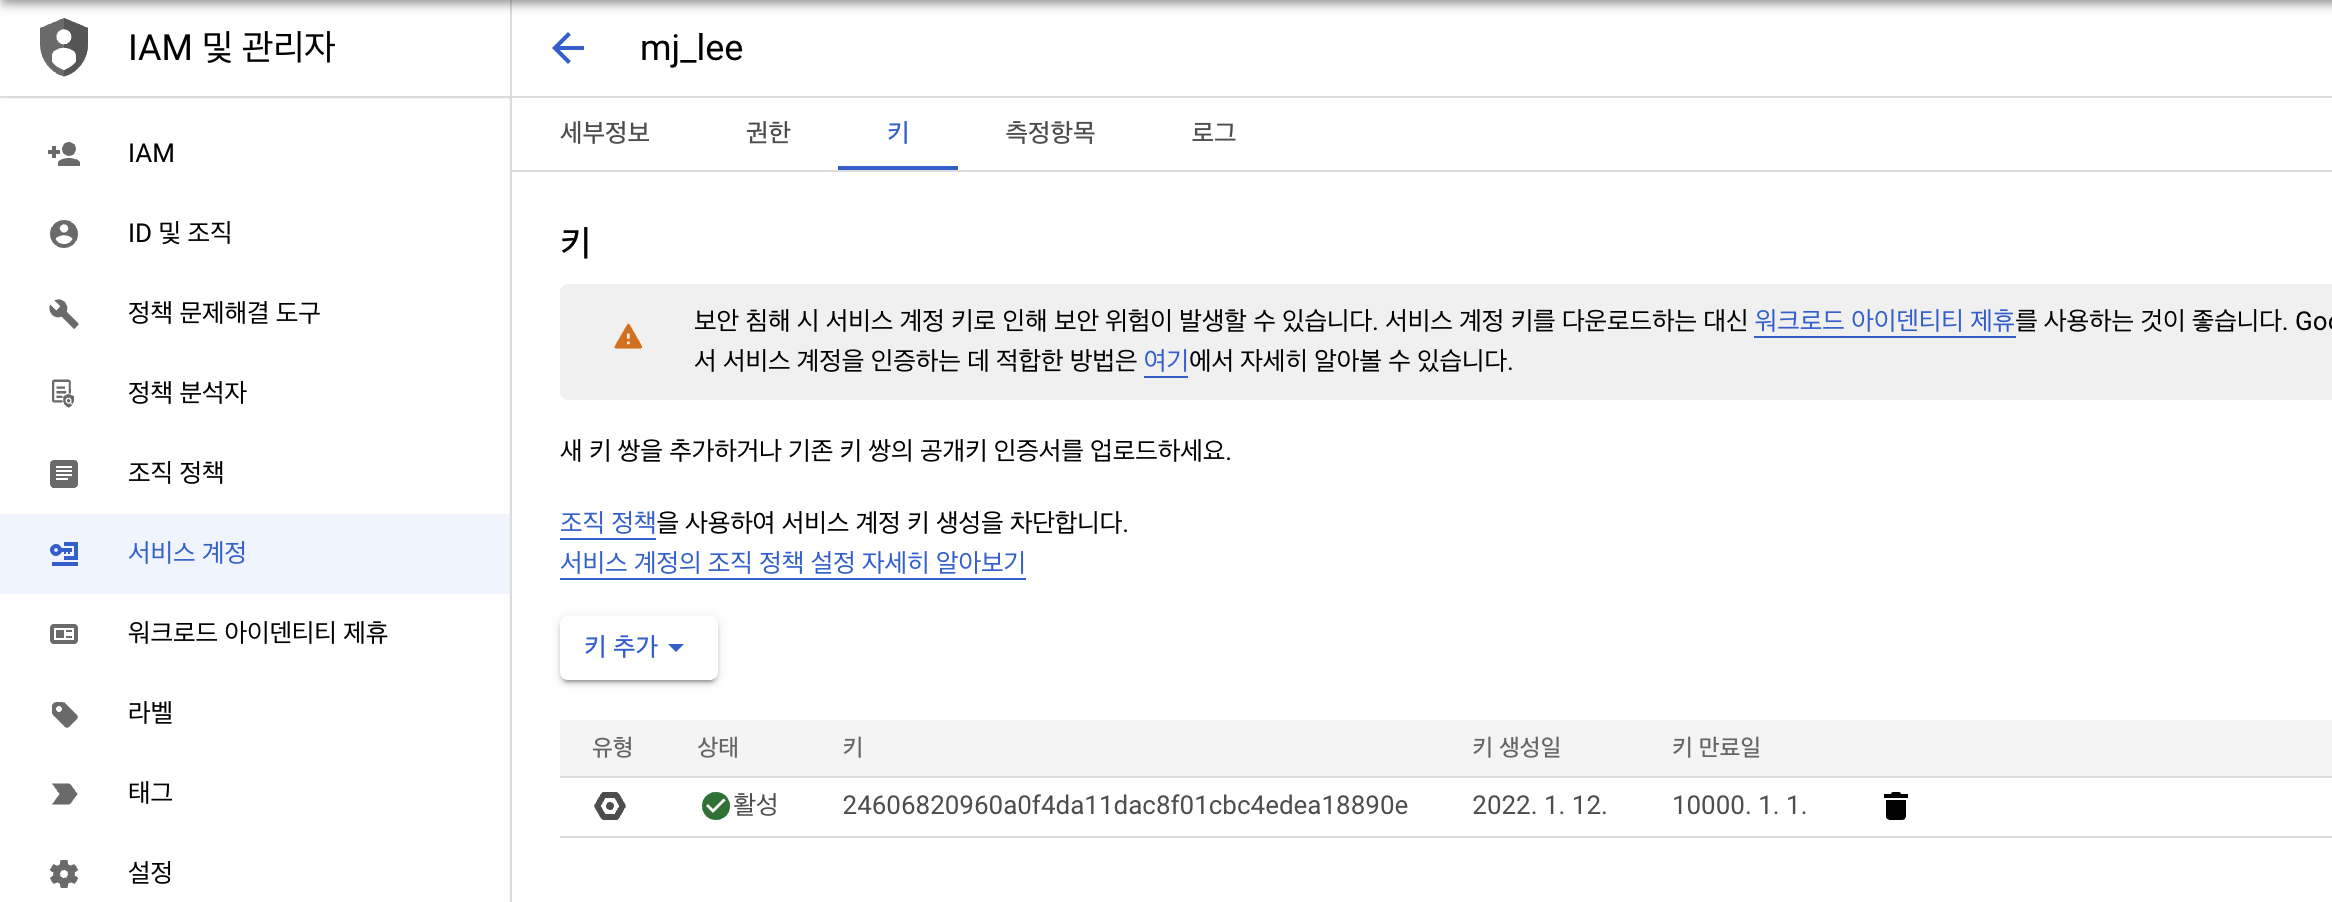 IAM 및 관리자
mj_lee
IAM
ID 및 조직
정책 문제해결 도구
정책 분석자
조직 정책
서비스 계정
워크로드 아이덴티티 제휴
라벨
태그
설정
세부정보 권한 키 측정항목 로그
키
보안 침해 시 서비스 계정 키로 인해 보안 위험이 발생할 수 있습니다. 서비스 계정 키를 다운로드하는 대신 워크로드 아이덴티티 제휴를 사용하는 것이 좋습니다.
서 서비스 계정을 인증하는 데 적합한 방법은 여기에서 자세히 알아볼 수 있습니다.
새 키 쌍을 추가하거나 기존 키 쌍의 공개키 인증서를 업로드하세요.
조직 정책을 사용하여 서비스 계정 키 생성을 차단합니다.
서비스 계정의 조직 정책 설정 자세히 알아보기
키 추가
유형 상태 키 키 생성일 키 만료일
활성 24606820960a0f4da11dac8f01cbc4edea18890e 2022. 1. 12. 10000. 1. 1.